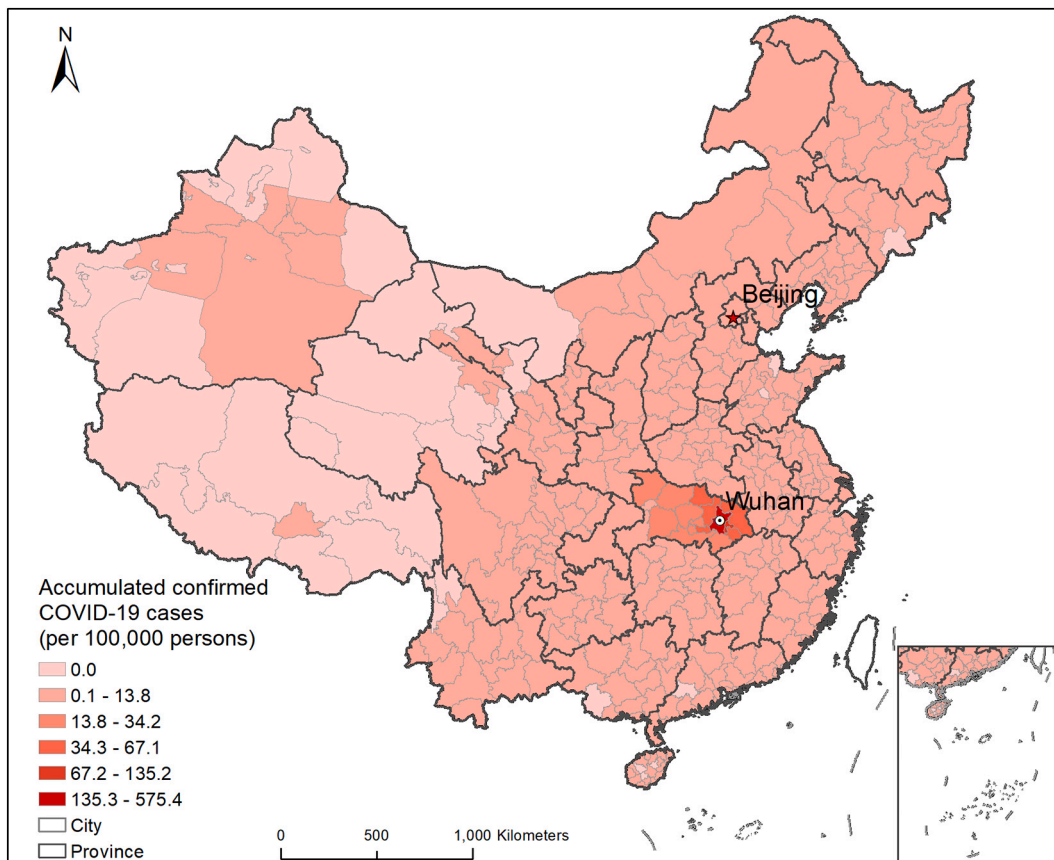 N
Beijing
Wuhan
Accumulated confirmed
COVID-19 cases
(per 100,000 persons)
0.0
0.1 - 13.8
13.8 - 34.2
34.3 - 67.1
67.2 - 135.2
135.3 - 575.4
City
Province
0 500 1,000 Kilometers